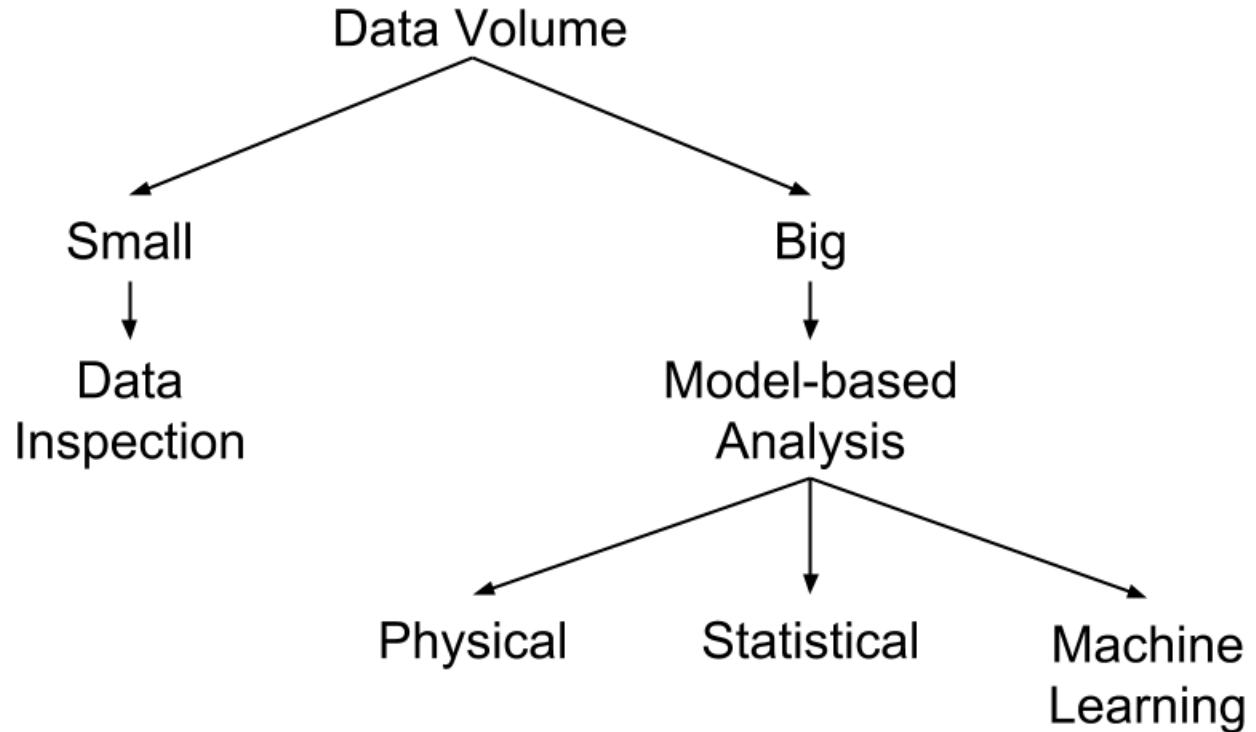 Data Volume
Small
Big
Data
Inspection
Model-based
Analysis
Physical
Statistical
Machine
Learning